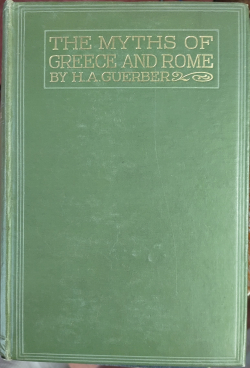 THE MYTHS OF
GREECE AND ROME
BY H.A.GUERBER